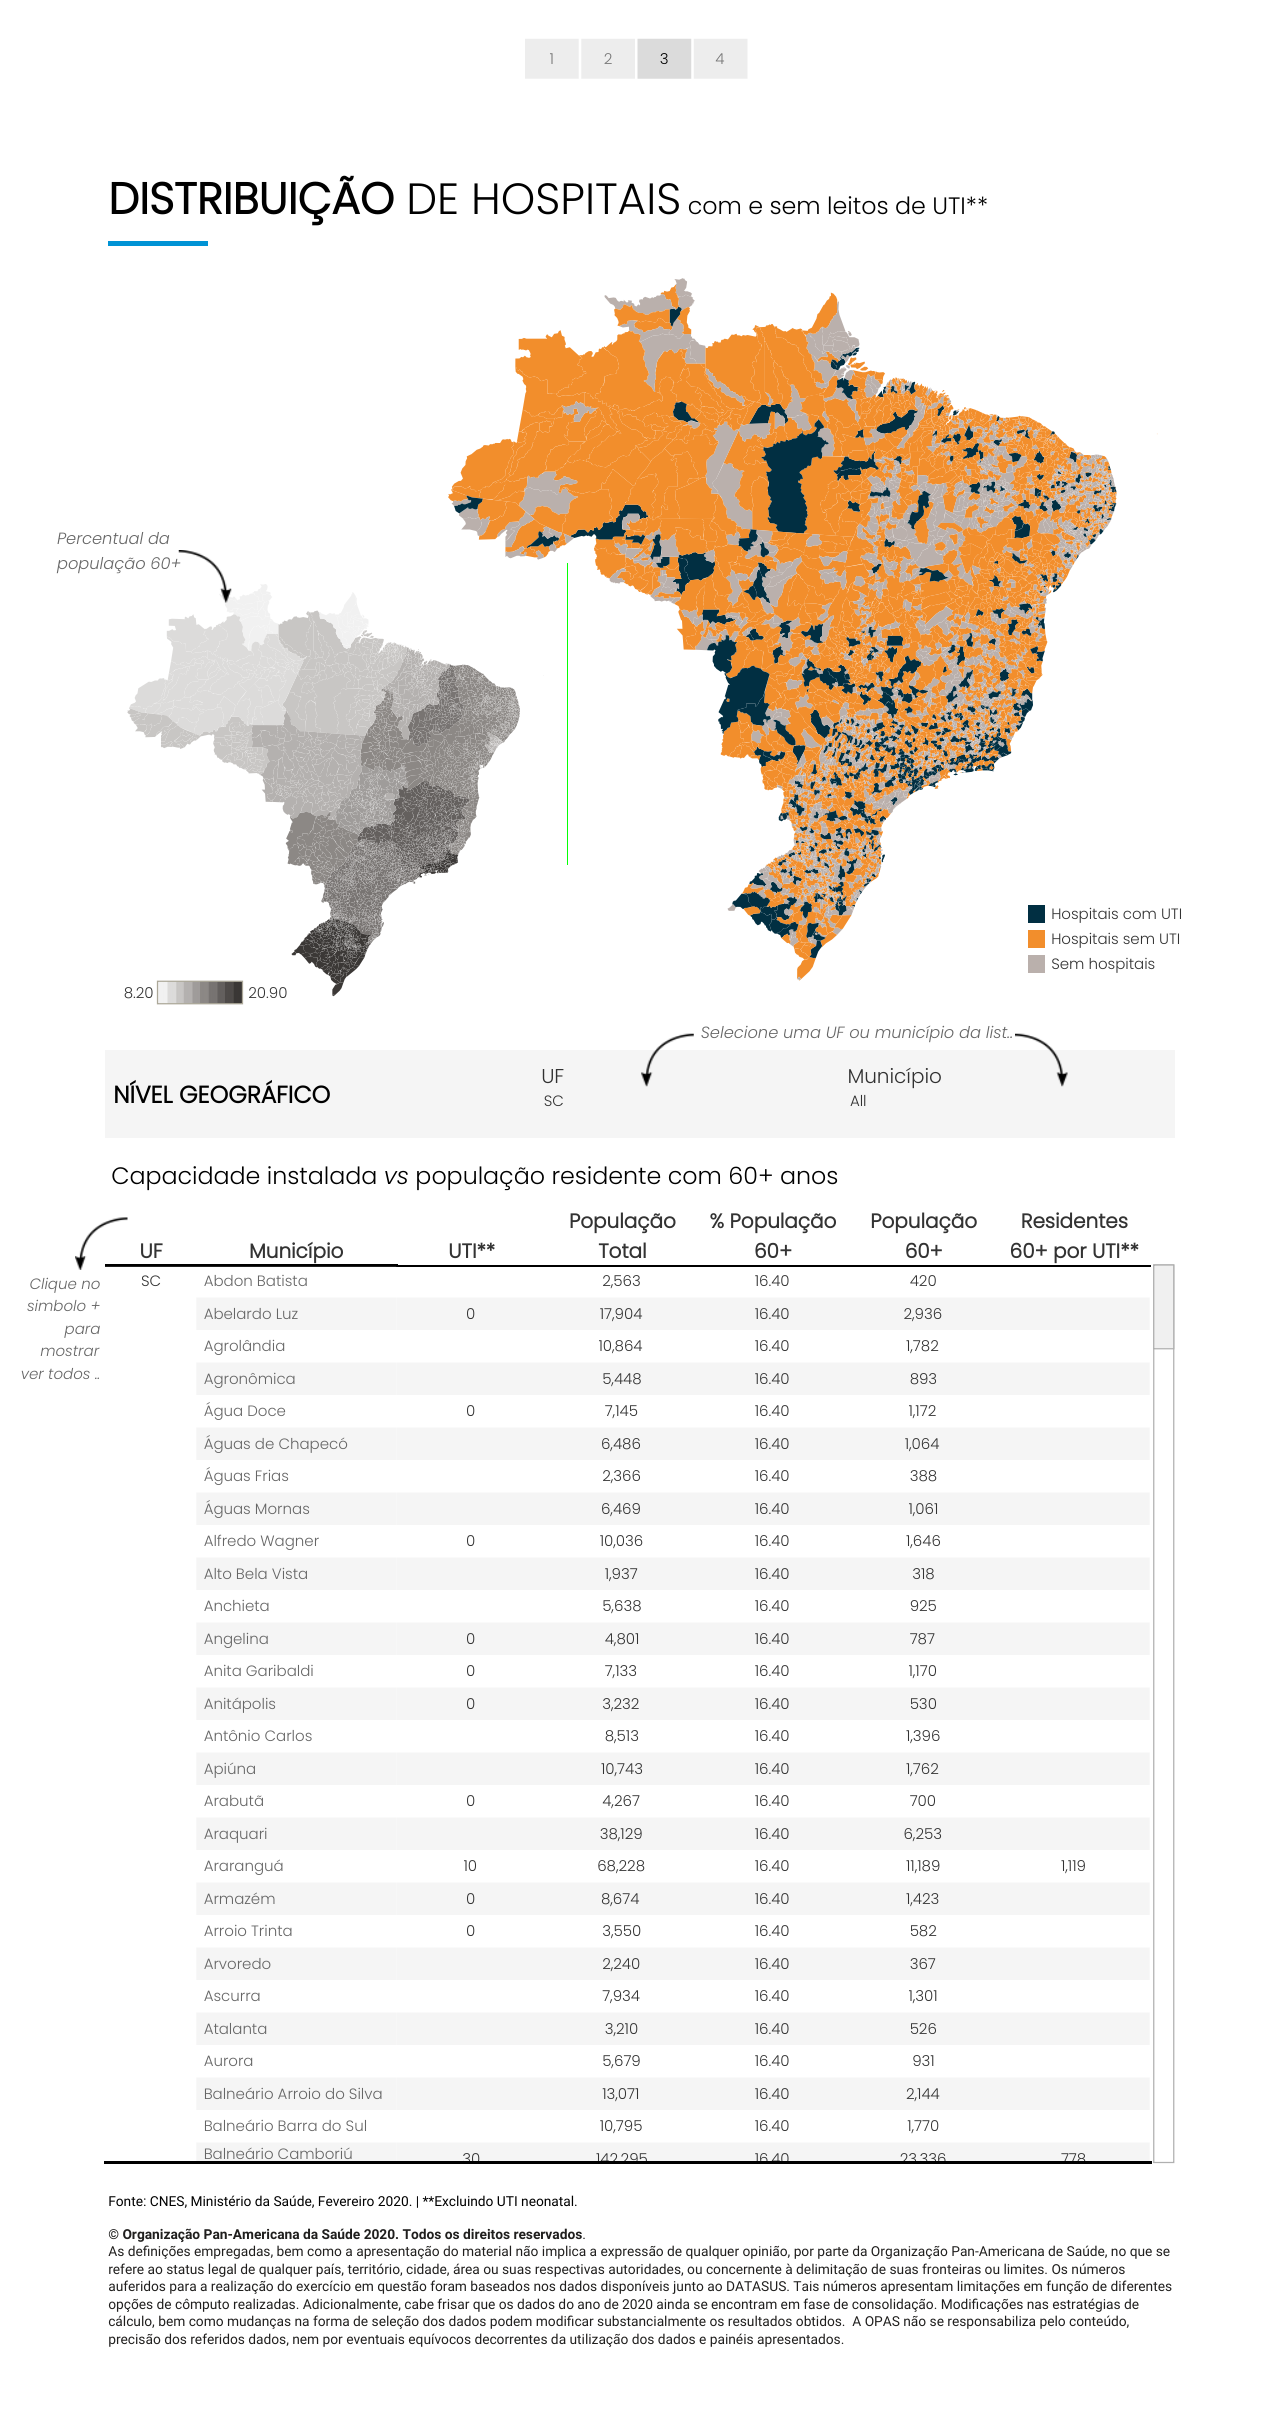 1 2 3 4
DISTRIBUIÇÃO DE HOSPITAIS com e sem leitos de UTI**
Percentual da
população 60+
Hospitais com UTI
Hospitais sem UTI
Sem hospitais
8.20 20.90
Selecione uma UF ou município da list..
NÍVEL GEOGRÁFICO
UF
SC
Município
All
Capacidade instalada vs população residente com 60+ anos
Clique no
simbolo +
para
mostrar
ver todos ..
UF Município UTI** População Total % População 60+ População 60+ Residentes 60+ por UTI**
SC Abdon Batista 2,563 16.40 420
Abelardo Luz 0 17,904 16.40 2,936
Agrolândia 10,864 16.40 1,782
Agronômica 5,448 16.40 893
Água Doce 0 7,145 16.40 1,172
Águas de Chapecó 6,486 16.40 1,064
Águas Frias 2,366 16.40 388
Águas Mornas 6,469 16.40 1,061
Alfredo Wagner 0 10,036 16.40 1,646
Alto Bela Vista 1,937 16.40 318
Anchieta 5,638 16.40 925
Angelina 0 4,801 16.40 787
Anita Garibaldi 0 7,133 16.40 1,170
Anitápolis 0 3,232 16.40 530
Antônio Carlos 8,513 16.40 1,396
Apiúna 10,743 16.40 1,762
Arabutã 0 4,267 16.40 700
Araquari 38,129 16.40 6,253
Araranguá 10 68,228 16.40 11,189 1,119
Armazém 0 8,674 16.40 1,423
Arroio Trinta 0 3,550 16.40 582
Arvoredo 2,240 16.40 367
Ascurra 7,934 16.40 1,301
Atalanta 3,210 16.40 526
Aurora 5,679 16.40 931
Balneário Arroio do Silva 13,071 16.40 2,144
Balneário Barra do Sul 10,795 16.40 1,770
Balneário Camboriú 30 142,295 16.40 23,336 778
Fonte: CNES, Ministério da Saúde, Fevereiro 2020. | **Excluindo UTI neonatal.
© Organização Pan-Americana da Saúde 2020. Todos os direitos reservados.
As definições empregadas, bem como a apresentação do material não implica a expressão de qualquer opinião, por parte da Organização Pan-Americana de Saúde, no que se
refere ao status legal de qualquer país, território, cidade, área ou suas respectivas autoridades, ou concernente à delimitação de suas fronteiras ou limites. Os números
auferidos para a realização do exercício em questão foram baseados nos dados disponíveis junto ao DATASUS. Tais números apresentam limitações em função de diferentes
opções de cômputo realizadas. Adicionalmente, cabe frisar que os dados do ano de 2020 ainda se encontram em fase de consolidação. Modificações nas estratégias de
cálculo, bem como mudanças na forma de seleção dos dados podem modificar substancialmente os resultados obtidos.  A OPAS não se responsabiliza pelo conteúdo,
precisão dos referidos dados, nem por eventuais equívocos decorrentes da utilização dos dados e painéis apresentados.